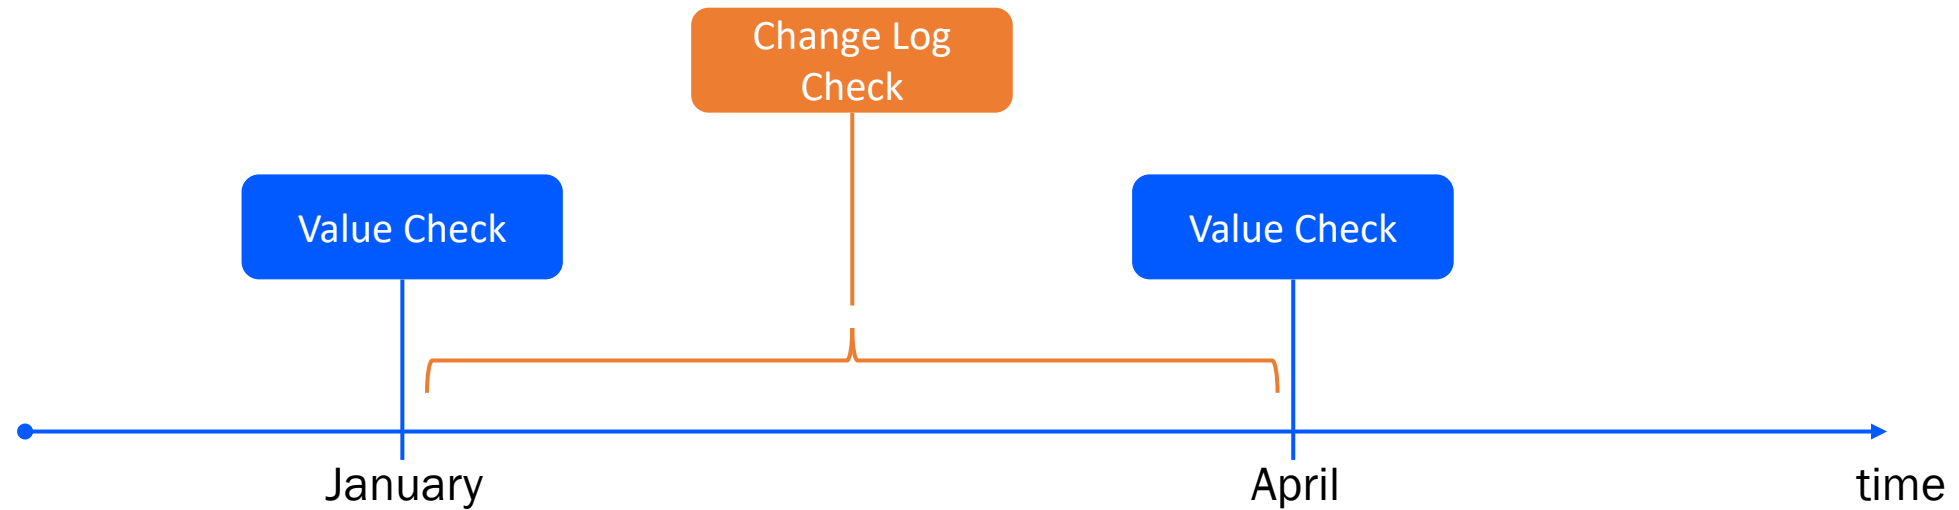 Change Log
Check
Value Check
Value Check
January
April
time